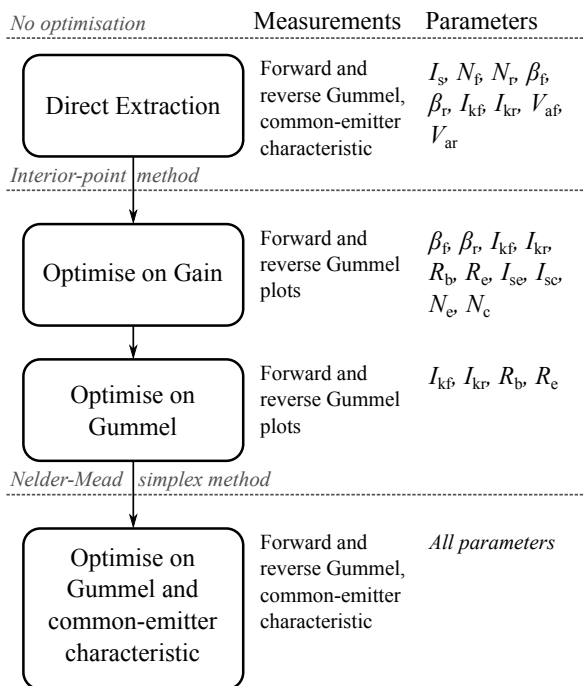 No optimisation
Measurements
Parameters
Direct Extraction
Forward and
reverse Gummel,
common-emitter
characteristic
Is, Nf, Nr, βf,
βr, Ikf, Ikr, Vaf,
Var
Interior-point method
Optimise on Gain
Forward and
reverse Gummel
plots
βf, βr, Ikf, Ikr,
Rb, Re, Ise, Isc,
Ne, Nc
Optimise on
Gummel
Forward and
reverse Gummel
plots
Ikf, Ikr, Rb, Re
Nelder-Mead simplex method
Optimise on
Gummel and
common-emitter
characteristic
Forward and
reverse Gummel,
common-emitter
characteristic
All parameters